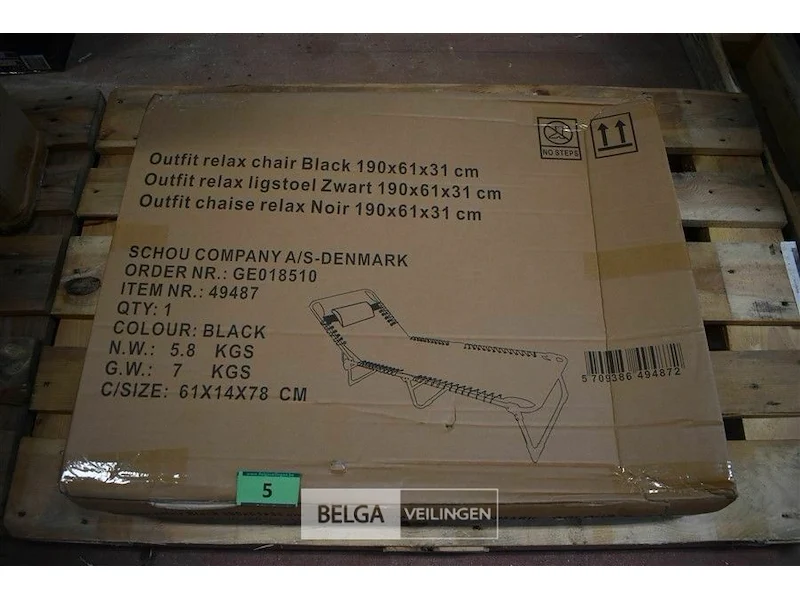 Outfit relax chair Black 190x61x31 cm
Outfit relax ligstoel Zwart 190x61x31 cm
Outfit chaise relax Noir 190x61x31 cm
NO STEPS
SCHOU COMPANY A/S-DENMARK
ORDER NR.: GE018510
ITEM NR.: 49487
QTY: 1
COLOUR: BLACK
N.W.: 5.8 KGS
G.W.: 7 KGS
C/SIZE: 61X14X78 CM
5 709386 494872
5
BELGA VEILINGEN